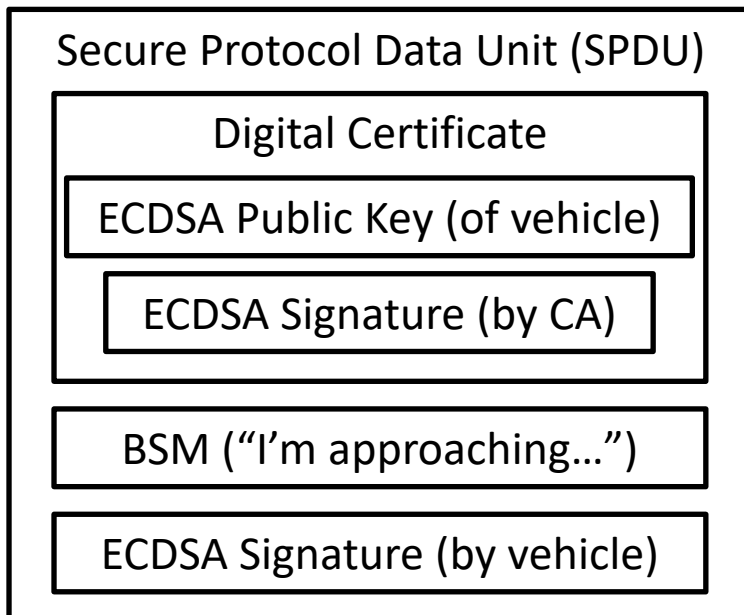 Secure Protocol Data Unit (SPDU)
Digital Certificate
ECDSA Public Key (of vehicle)
ECDSA Signature (by CA)
BSM (“I’m approaching…”)
ECDSA Signature (by vehicle)